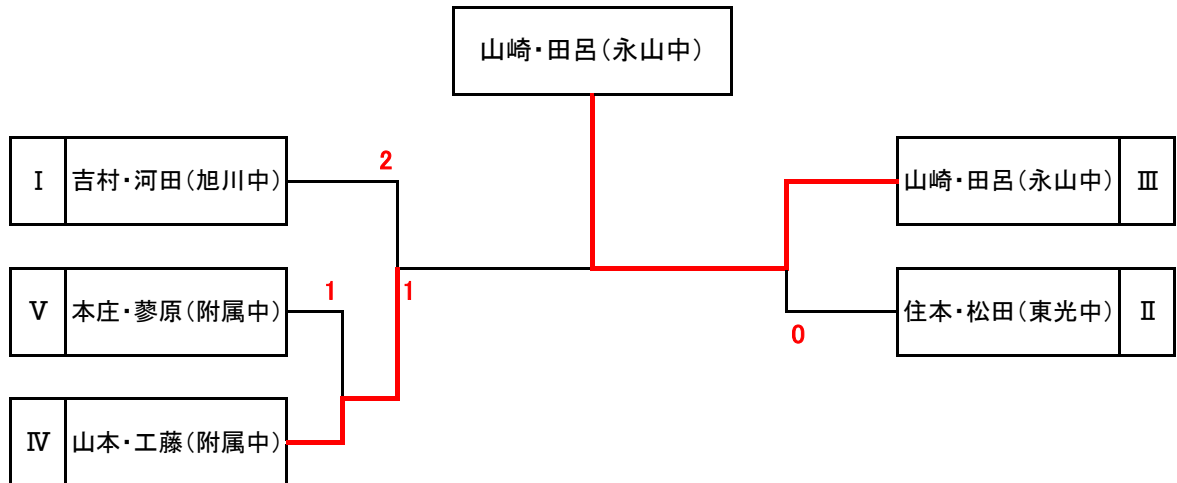 山崎・田呂(永山中)
Ⅰ 吉村・河田(旭川中)
2
山崎・田呂(永山中) Ⅲ
Ⅴ 本庄・蓼原(附属中)
1
1
住本・松田(東光中) Ⅱ
0
Ⅳ 山本・工藤(附属中)